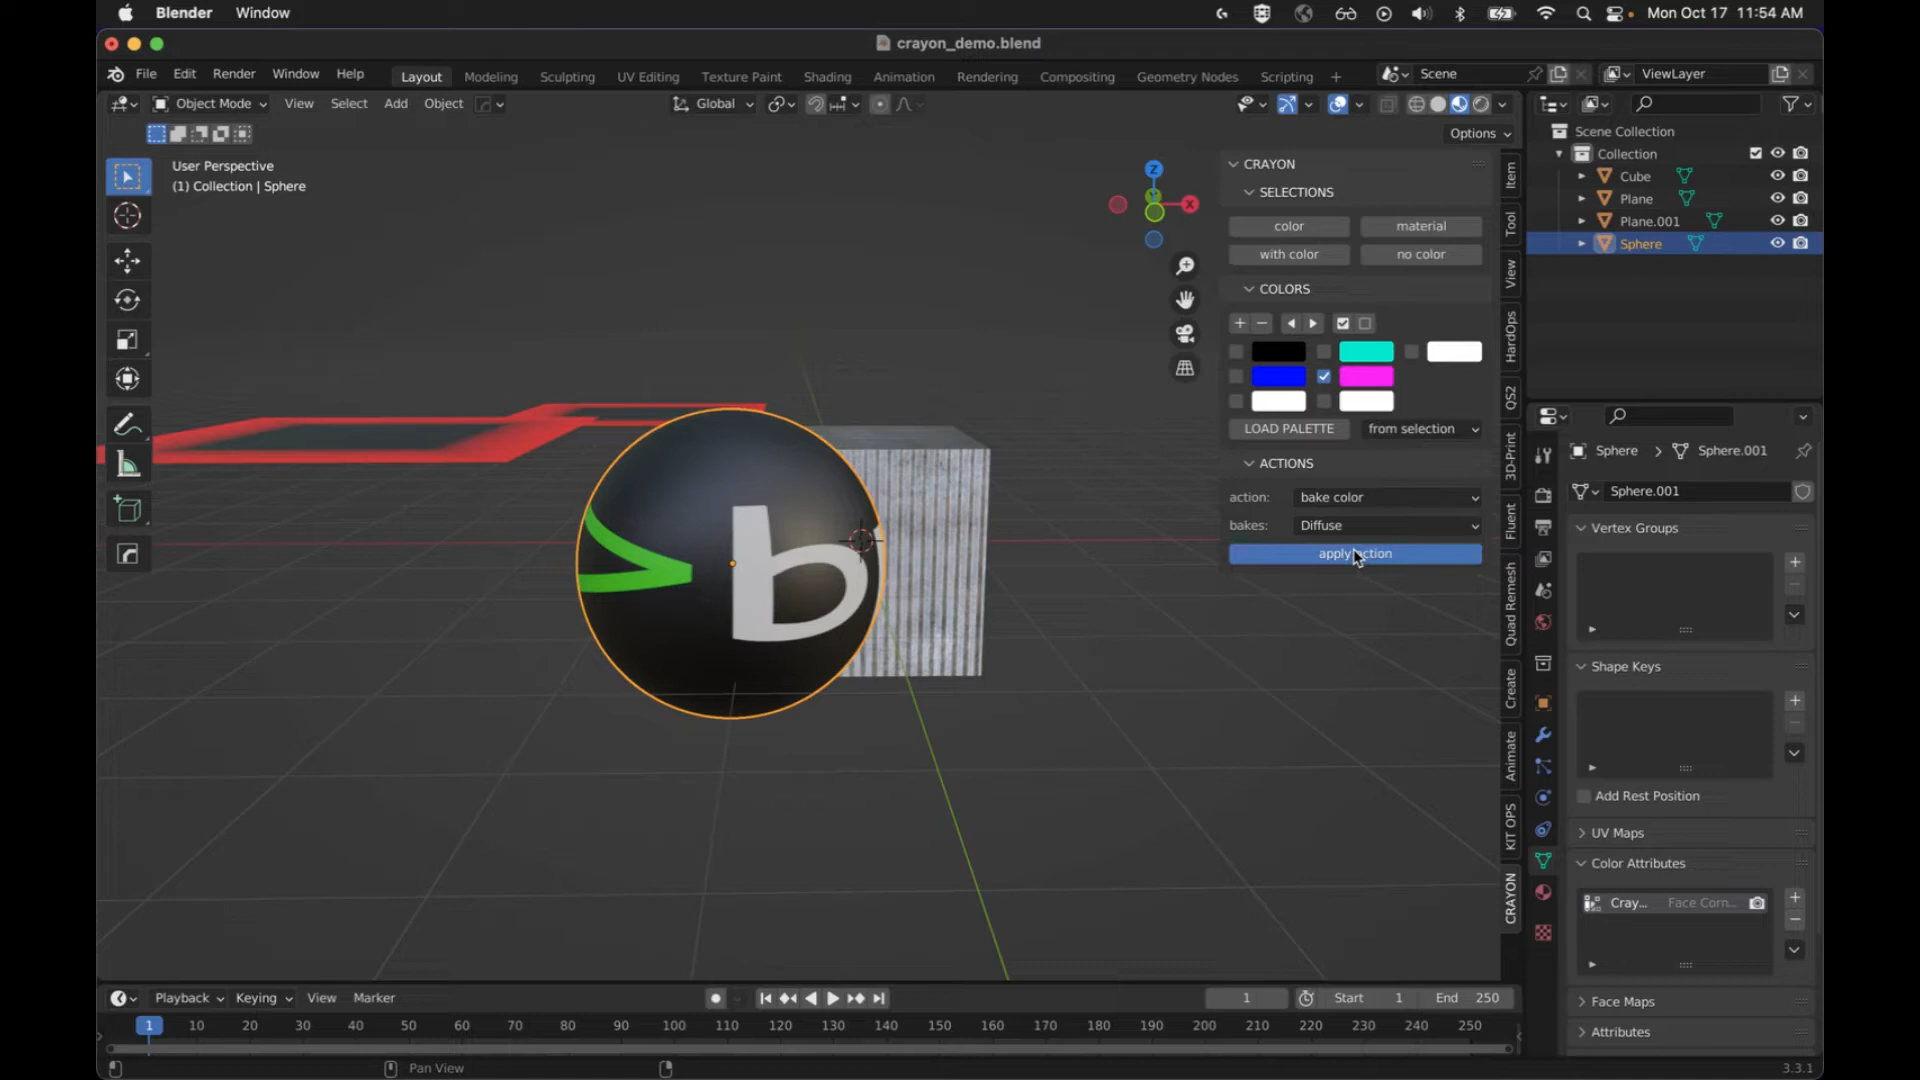 Blender Window
Mon Oct 17 11:54 AM
crayon_demo.blend
File Edit Render Window Help
Layout Modeling Sculpting UV Editing Texture Paint Shading Animation Rendering Compositing Geometry Nodes Scripting +
Scene
ViewLayer
Object Mode View Select Add Object
Global
Options
User Perspective
(1) Collection | Sphere
Z
X
b
CRAYON
SELECTIONS
color material
with color no color
COLORS
LOAD PALETTE from selection
ACTIONS
action: bake color
bakes: Diffuse
apply action
Item
Tool
View
HardOps
QS2
3D-Print
Fluent
Quad Remesh
Create
Animate
KIT OPS
CRAYON
Scene Collection
Collection
Cube
Plane
Plane.001
Sphere
Sphere > Sphere.001
Sphere.001
Vertex Groups
Shape Keys
Add Rest Position
UV Maps
Color Attributes
Cray... Face Corn...
Face Maps
Attributes
Playback Keying View Marker
1
Start 1 End 250
1 10 20 30 40 50 60 70 80 90 100 110 120 130 140 150 160 170 180 190 200 210 220 230 240 250
Pan View
3.3.1